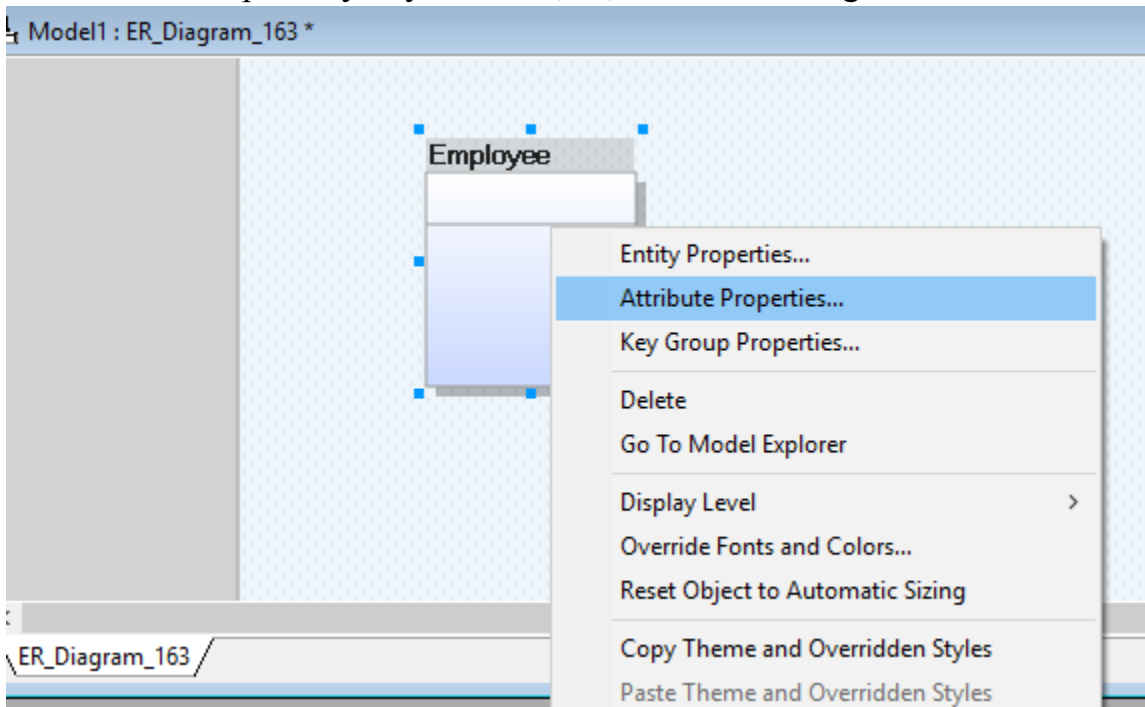 Model1 : ER_Diagram_163 *
Employee
Entity Properties...
Attribute Properties...
Key Group Properties...
Delete
Go To Model Explorer
Display Level
Override Fonts and Colors...
Reset Object to Automatic Sizing
Copy Theme and Overridden Styles
Paste Theme and Overridden Styles
ER_Diagram_163